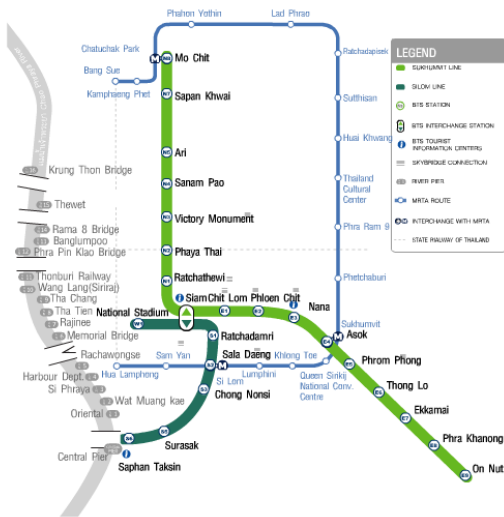 Phahon Yothin
Lad Phrao
Chatuchak Park
Mo Chit
Ratchadapisek
Bang Sue
Kamphaeng Phet
Sapan Khwai
Sutthisan
Huai Khwang
Ari
Krung Thon Bridge
Sanam Pao
Thailand
Cultural
Center
Thewet
Victory Monument
Phra Ram 9
Rama 8 Bridge
Banglumpoo
Phra Pin Klao Bridge
Phaya Thai
Thonburi Railway
Ratchathewi
Phetchaburi
Wang Lang(Siriraj)
Tha Chang
Siam
Chit Lom
Phloen Chit
Nana
Tha Tien
National Stadium
Rajinee
Sukhumvit
Memorial Bridge
Ratchadamri
Asok
Rachawongse
Sam Yan
Sala Daeng
Khlong Toe
Phrom Phong
Harbour Dept.
Hua Lampheng
Si Lom
Lumphini
Queen Sirikij
National Conv.
Centre
Si Phraya
Chong Nonsi
Thong Lo
Wat Muang kae
Oriental
Ekkamai
Surasak
Phra Khanong
Central Pier
Saphan Taksin
On Nut
LEGEND
SUKHUMVIT LINE
SILOM LINE
BTS STATION
BTS INTERCHANGE STATION
BTS TOURIST
INFORMATION CENTERS
SKYBRIDGE CONNECTION
RIVER PIER
MRTA ROUTE
INTERCHANGE WITH MRTA
STATE RAILWAY OF THAILAND